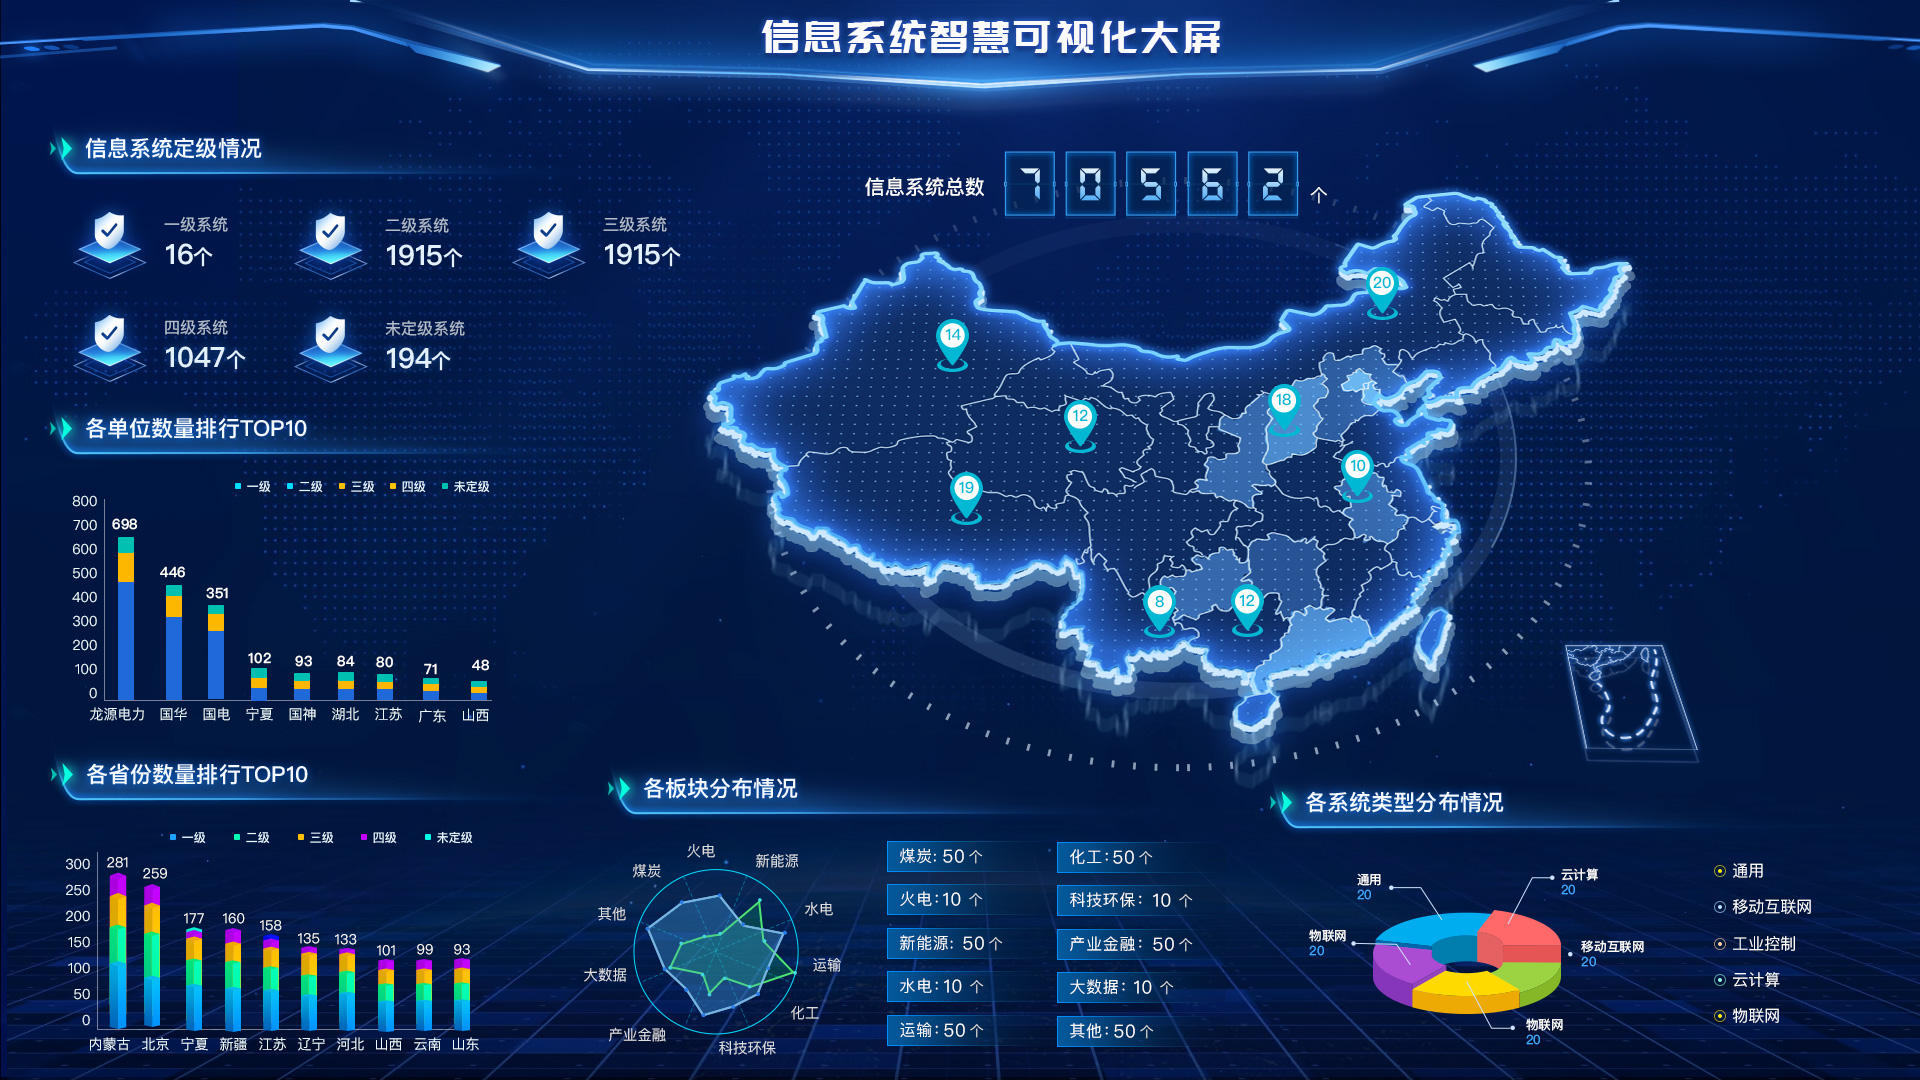 信息系统智慧可视化大屏
信息系统定级情况
一级系统
16个
二级系统
1915个
三级系统
1915个
四级系统
1047个
未定级系统
194个
信息系统总数 7 0 5 6 2 个
20
14
18
12
10
19
8
12
各单位数量排行TOP10
一级 二级 三级 四级 未定级
800
700
600
500
400
300
200
100
0
698
446
351
102
93
84
80
71
48
龙源电力 国华 国电 宁夏 国神 湖北 江苏 广东 山西
各省份数量排行TOP10
一级 二级 三级 四级 未定级
300
250
200
150
100
50
0
281
259
177
160
158
135
133
101
99
93
内蒙古 北京 宁夏 新疆 江苏 辽宁 河北 山西 云南 山东
各板块分布情况
火电
新能源
水电
运输
化工
科技环保
产业金融
大数据
其他
煤炭
煤炭: 50 个
化工: 50 个
火电: 10 个
科技环保: 10 个
新能源: 50 个
产业金融: 50 个
水电: 10 个
大数据: 10 个
运输: 50 个
其他: 50 个
各系统类型分布情况
通用
20
云计算
20
物联网
20
移动互联网
20
物联网
20
通用
移动互联网
工业控制
云计算
物联网